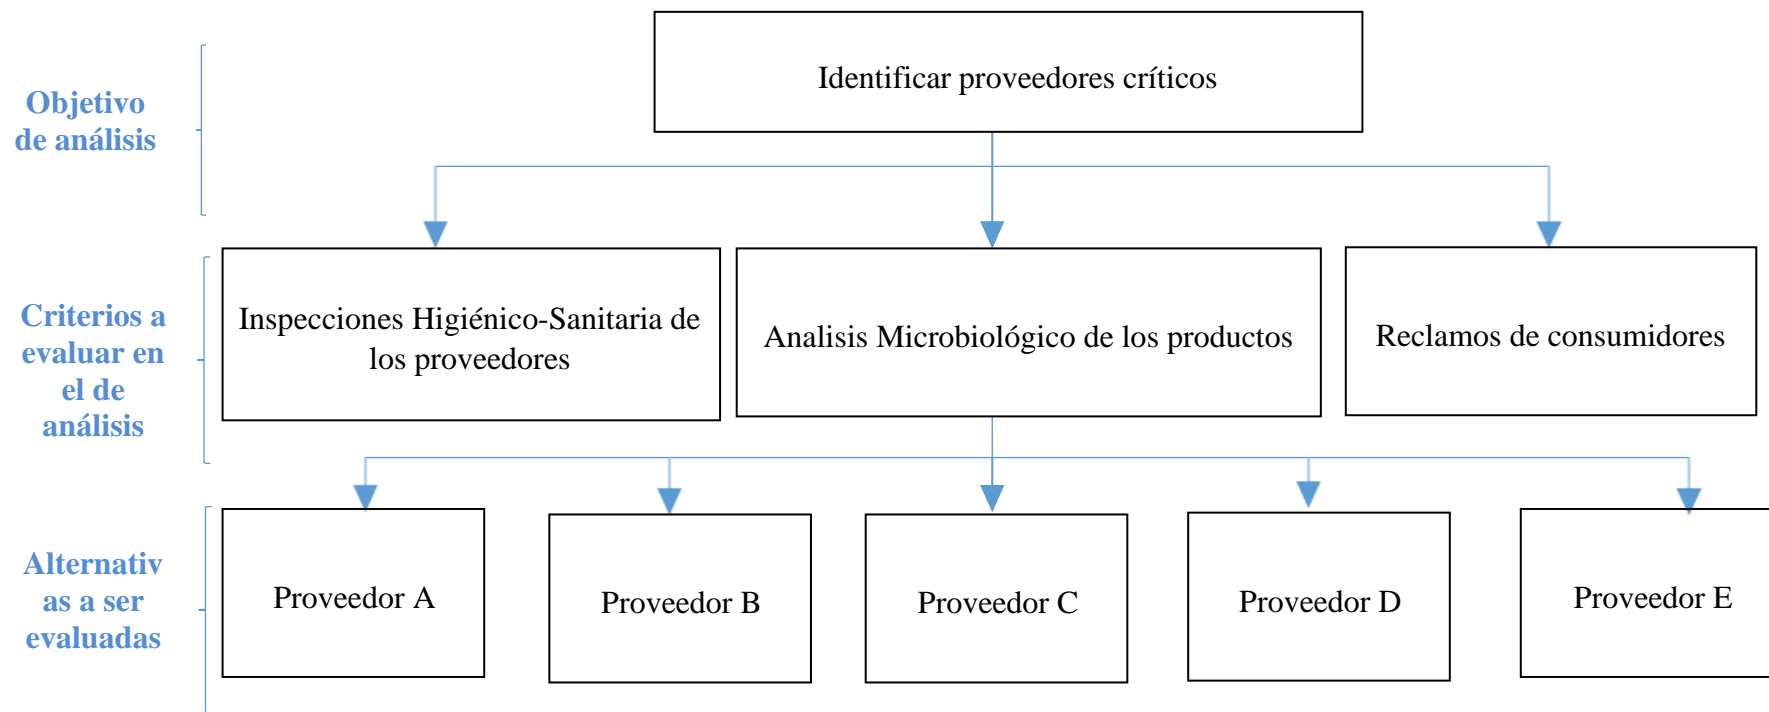 Objetivo
de análisis
Identificar proveedores críticos
Criterios a
evaluar en
el de
análisis
Inspecciones Higiénico-Sanitaria de
los proveedores
Analisis Microbiológico de los productos
Reclamos de consumidores
Alternativ
as a ser
evaluadas
Proveedor A
Proveedor B
Proveedor C
Proveedor D
Proveedor E